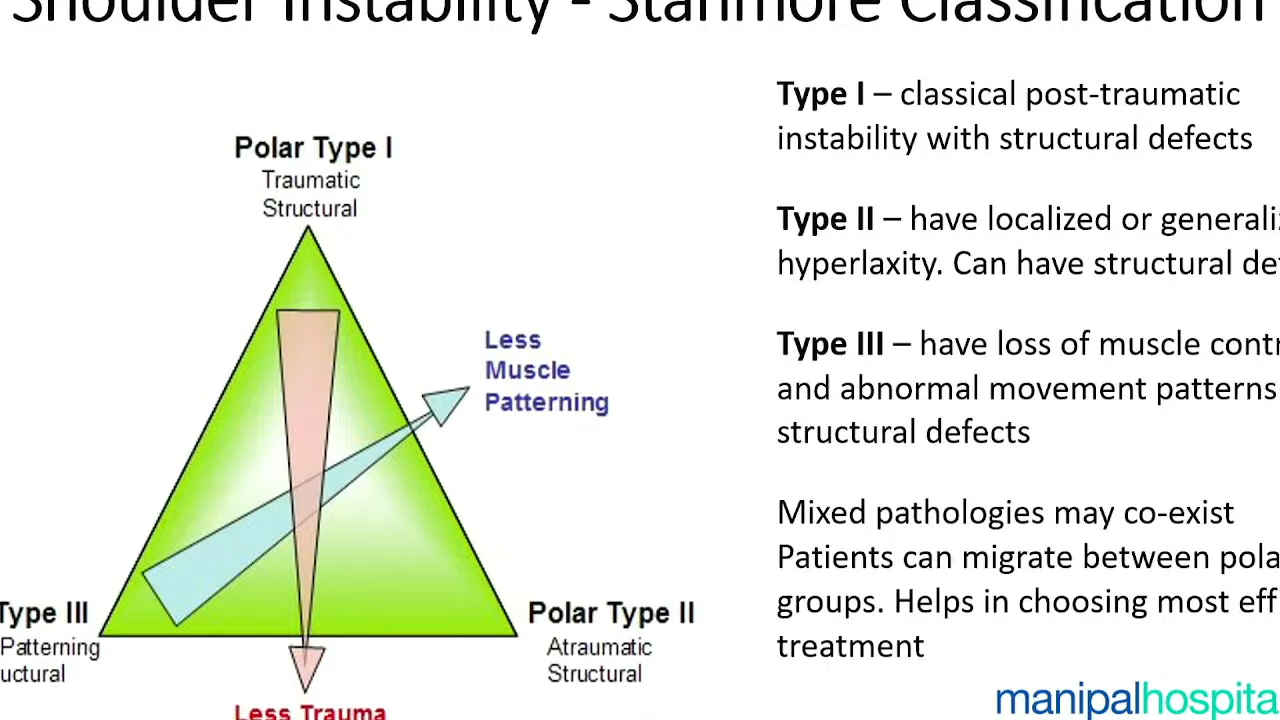 Shoulder Instability - Stanmore Classification
Polar Type I
Traumatic
Structural
Less
Muscle
Patterning
Type III
Patterning
uctural
Polar Type II
Atraumatic
Structural
Less Trauma
Type I – classical post-traumatic
instability with structural defects
Type II – have localized or generaliz
hyperlaxity. Can have structural de
Type III – have loss of muscle contr
and abnormal movement patterns
structural defects
Mixed pathologies may co-exist
Patients can migrate between pola
groups. Helps in choosing most eff
treatment
manipalhospita